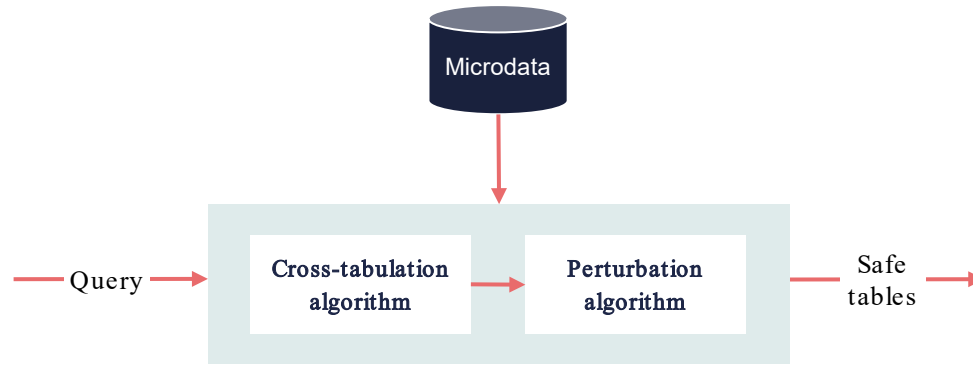 Microdata
Query
Cross-tabulation
algorithm
Perturbation
algorithm
Safe
tables